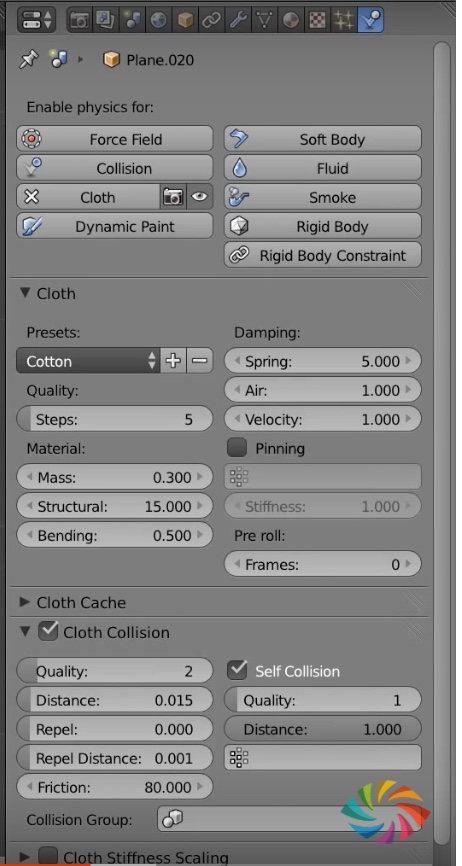 Plane.020
Enable physics for:
Force Field
Soft Body
Collision
Fluid
Cloth
Smoke
Dynamic Paint
Rigid Body
Rigid Body Constraint
Cloth
Presets:
Cotton
Quality:
Steps: 5
Material:
Mass: 0.300
Structural: 15.000
Bending: 0.500
Damping:
Spring: 5.000
Air: 1.000
Velocity: 1.000
Pinning
Stiffness: 1.000
Pre roll:
Frames: 0
Cloth Cache
Cloth Collision
Quality: 2
Distance: 0.015
Repel: 0.000
Repel Distance: 0.001
Friction: 80.000
Self Collision
Quality: 1
Distance: 1.000
Collision Group:
Cloth Stiffness Scaling